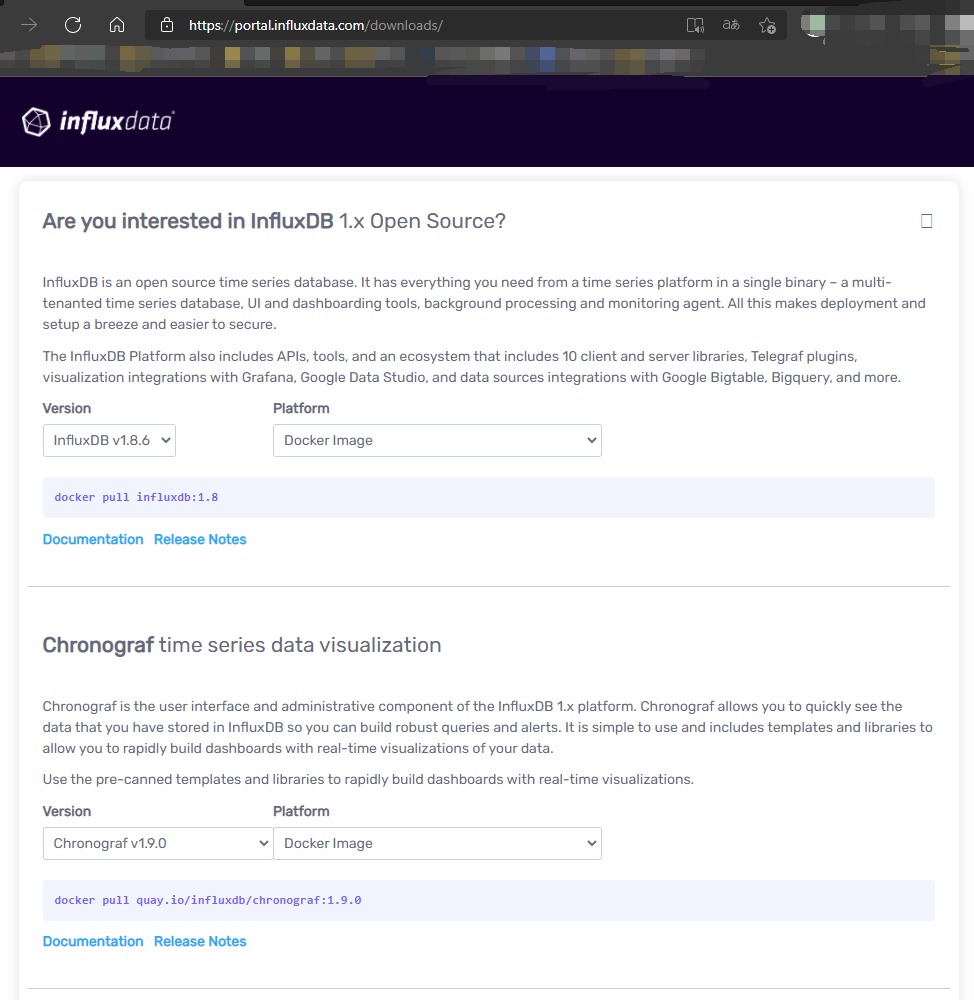 https://portal.influxdata.com/downloads/
influxdata
Are you interested in InfluxDB 1.x Open Source?
InfluxDB is an open source time series database. It has everything you need from a time series platform in a single binary – a multi-
tenanted time series database, UI and dashboarding tools, background processing and monitoring agent. All this makes deployment and
setup a breeze and easier to secure.
The InfluxDB Platform also includes APIs, tools, and an ecosystem that includes 10 client and server libraries, Telegraf plugins,
visualization integrations with Grafana, Google Data Studio, and data sources integrations with Google Bigtable, Bigquery, and more.
Version Platform
InfluxDB v1.8.6 Docker Image
docker pull influxdb:1.8
Documentation Release Notes
Chronograf time series data visualization
Chronograf is the user interface and administrative component of the InfluxDB 1.x platform. Chronograf allows you to quickly see the
data that you have stored in InfluxDB so you can build robust queries and alerts. It is simple to use and includes templates and libraries to
allow you to rapidly build dashboards with real-time visualizations of your data.
Use the pre-canned templates and libraries to rapidly build dashboards with real-time visualizations.
Version Platform
Chronograf v1.9.0 Docker Image
docker pull quay.io/influxdb/chronograf:1.9.0
Documentation Release Notes